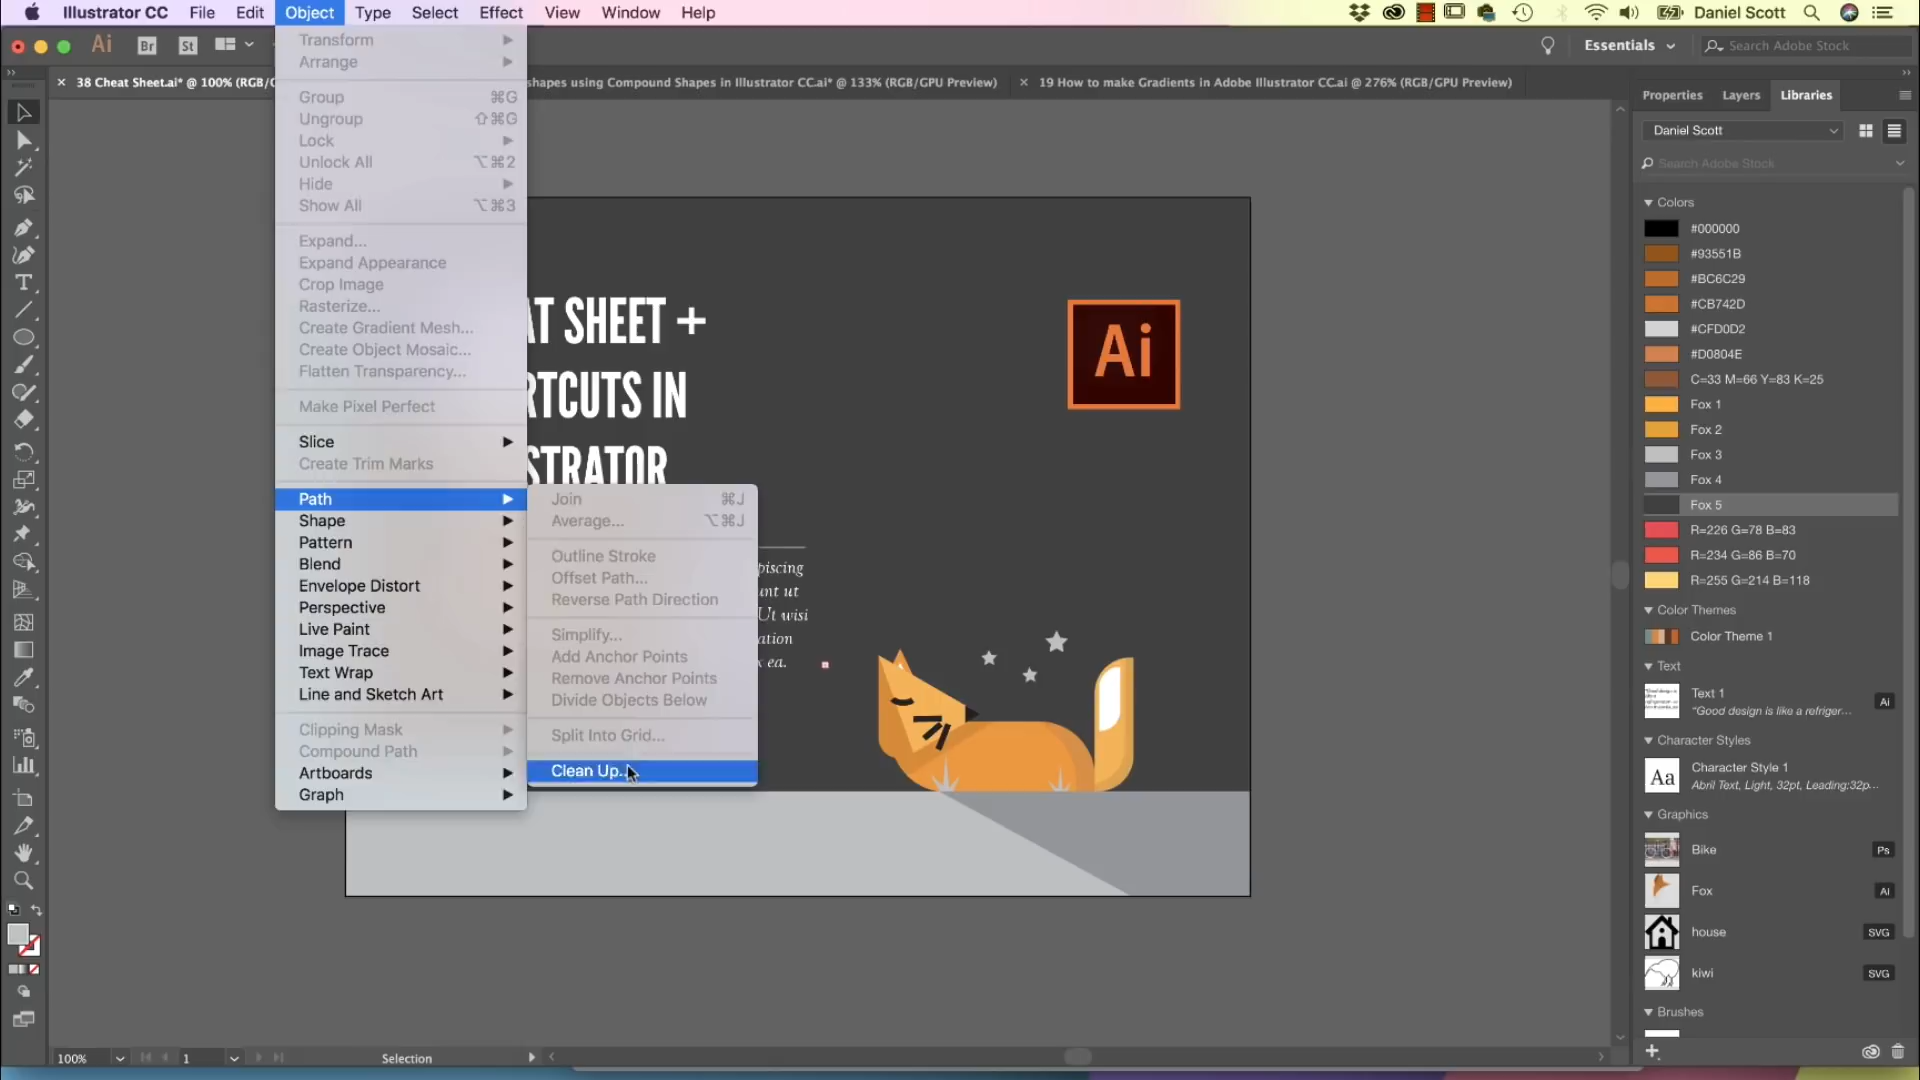 Illustrator CC File Edit Object Type Select Effect View Window Help Daniel Scott
Ai Br St Essentials Search Adobe Stock
38 Cheat Sheet.ai* @ 100% (RGB/G shapes using Compound Shapes in Illustrator CC.ai* @ 133% (RGB/GPU Preview) 19 How to make Gradients in Adobe Illustrator CC.ai @ 276% (RGB/GPU Preview)
Transform
Arrange
Group ⌘G
Ungroup ⇧⌘G
Lock
Unlock All ⌥⌘2
Hide
Show All ⌥⌘3
Expand...
Expand Appearance
Crop Image
Rasterize...
Create Gradient Mesh...
Create Object Mosaic...
Flatten Transparency...
Make Pixel Perfect
Slice
Create Trim Marks
Path
Shape
Pattern
Blend
Envelope Distort
Perspective
Live Paint
Image Trace
Text Wrap
Line and Sketch Art
Clipping Mask
Compound Path
Artboards
Graph
Join ⌘J
Average... ⌥⌘J
Outline Stroke
Offset Path...
Reverse Path Direction
Simplify...
Add Anchor Points
Remove Anchor Points
Divide Objects Below
Split Into Grid...
Clean Up...
AT SHEET +
RTCUTS IN
STRATOR
Ai
piscing
unt ut
Ut wisi
ation
x ea.
Properties Layers Libraries
Daniel Scott
Search Adobe Stock
Colors
#000000
#93551B
#BC6C29
#CB742D
#CFD0D2
#D0804E
C=33 M=66 Y=83 K=25
Fox 1
Fox 2
Fox 3
Fox 4
Fox 5
R=226 G=78 B=83
R=234 G=86 B=70
R=255 G=214 B=118
Color Themes
Color Theme 1
Text
Text 1
"Good design is like a refriger... Ai
Character Styles
Aa Character Style 1
Abril Text, Light, 32pt, Leading:32p...
Graphics
Bike Ps
Fox Ai
house SVG
kiwi SVG
Brushes
100% 1 Selection